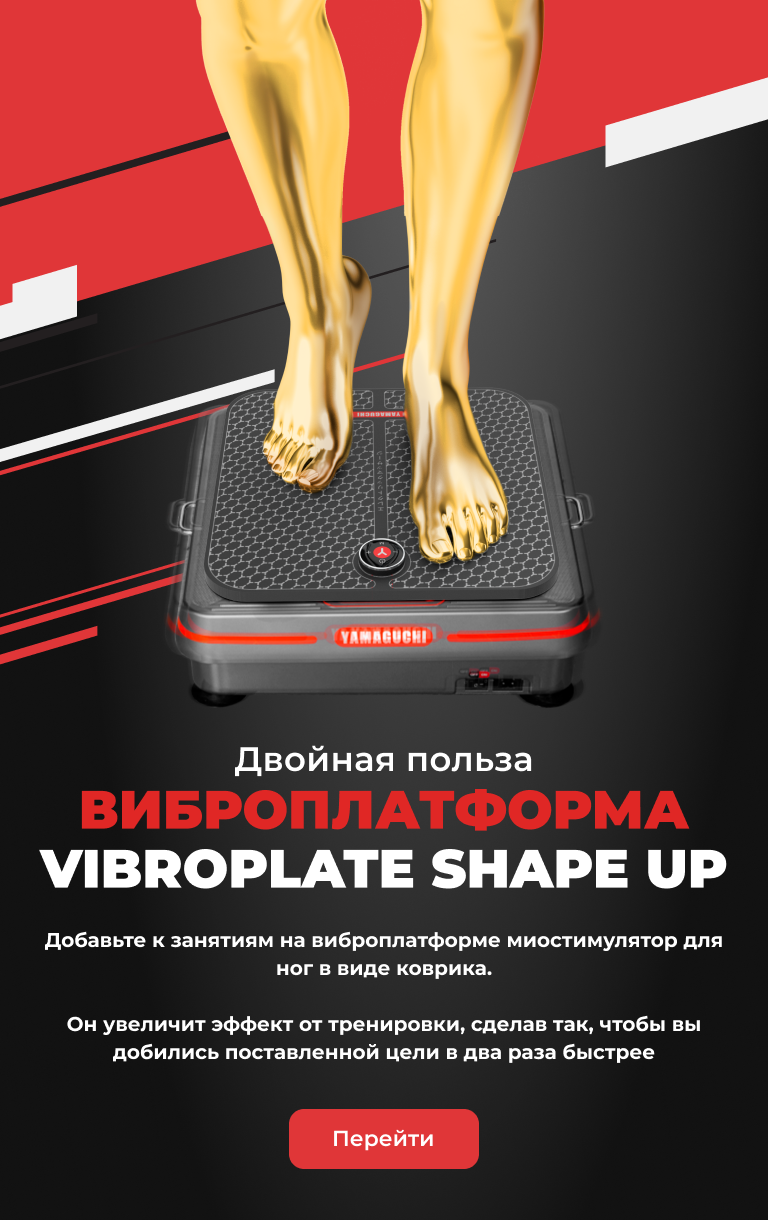 YAMAGUCHI
YAMAGUCHI
Двойная польза
ВИБРОПЛАТФОРМА
VIBROPLATE SHAPE UP
Добавьте к занятиям на виброплатформе миостимулятор для
ног в виде коврика.
Он увеличит эффект от тренировки, сделав так, чтобы вы
добились поставленной цели в два раза быстрее
Перейти